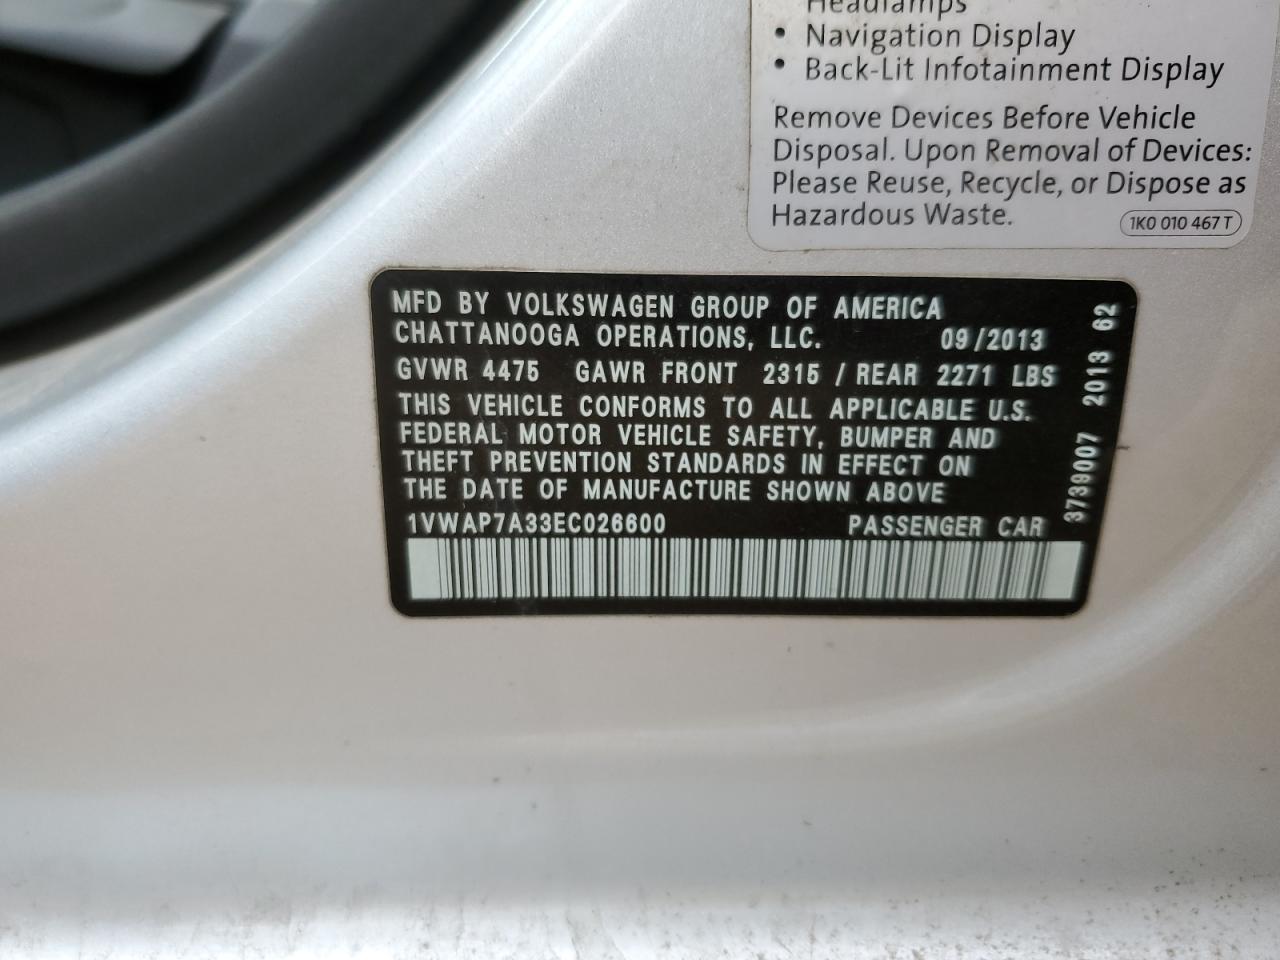 Headlamps
• Navigation Display
• Back-Lit Infotainment Display
Remove Devices Before Vehicle
Disposal. Upon Removal of Devices:
Please Reuse, Recycle, or Dispose as
Hazardous Waste.
1K0 010 467 T
MFD BY VOLKSWAGEN GROUP OF AMERICA
CHATTANOOGA OPERATIONS, LLC. 09/2013
GVWR 4475 GAWR FRONT 2315 / REAR 2271 LBS
THIS VEHICLE CONFORMS TO ALL APPLICABLE U.S.
FEDERAL MOTOR VEHICLE SAFETY, BUMPER AND
THEFT PREVENTION STANDARDS IN EFFECT ON
THE DATE OF MANUFACTURE SHOWN ABOVE
1VWAP7A33EC026600 PASSENGER CAR
3739007 2013 62